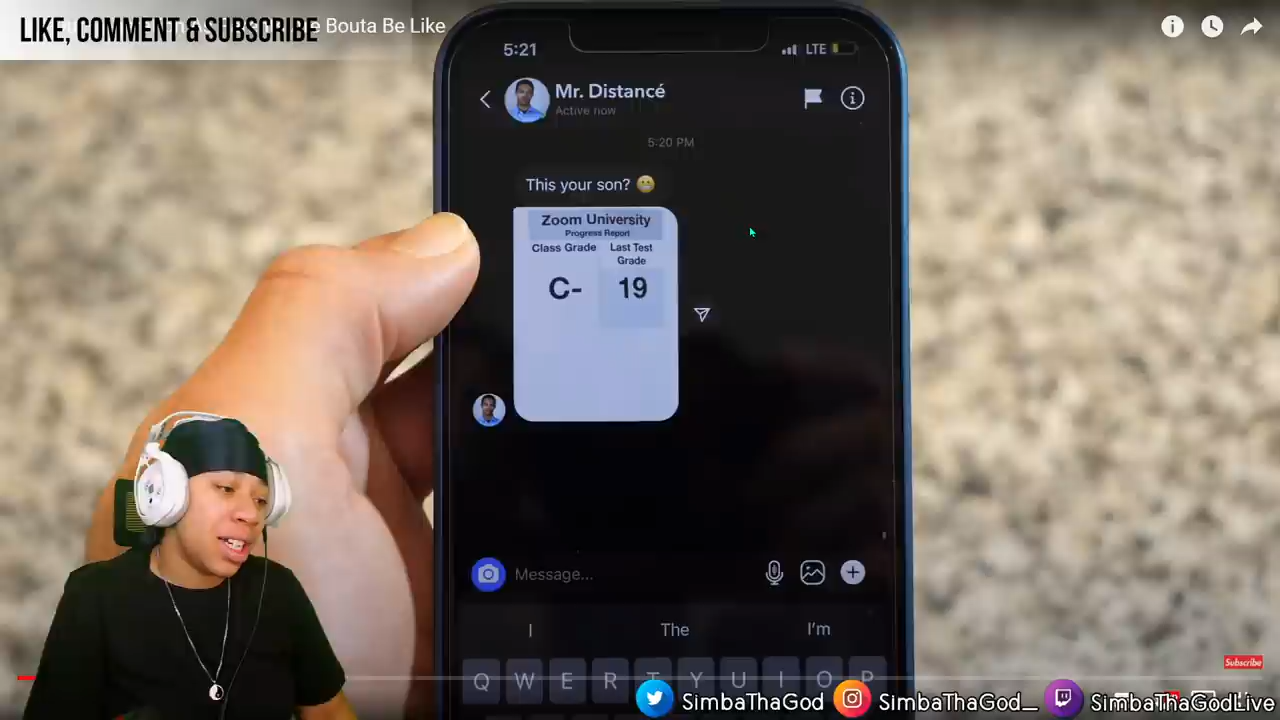 LIKE, COMMENT & SUBSCRIBE
Bouta Be Like
5:21
LTE
Mr. Distancé
Active now
5:20 PM
This your son? 😬
Zoom University
Progress Report
Class Grade
Last Test
Grade
C-
19
Message...
I
The
I'm
Q W E R T Y U I O P
Subscribe
SimbaThaGod
SimbaThaGod_
SimbaThaGodLive